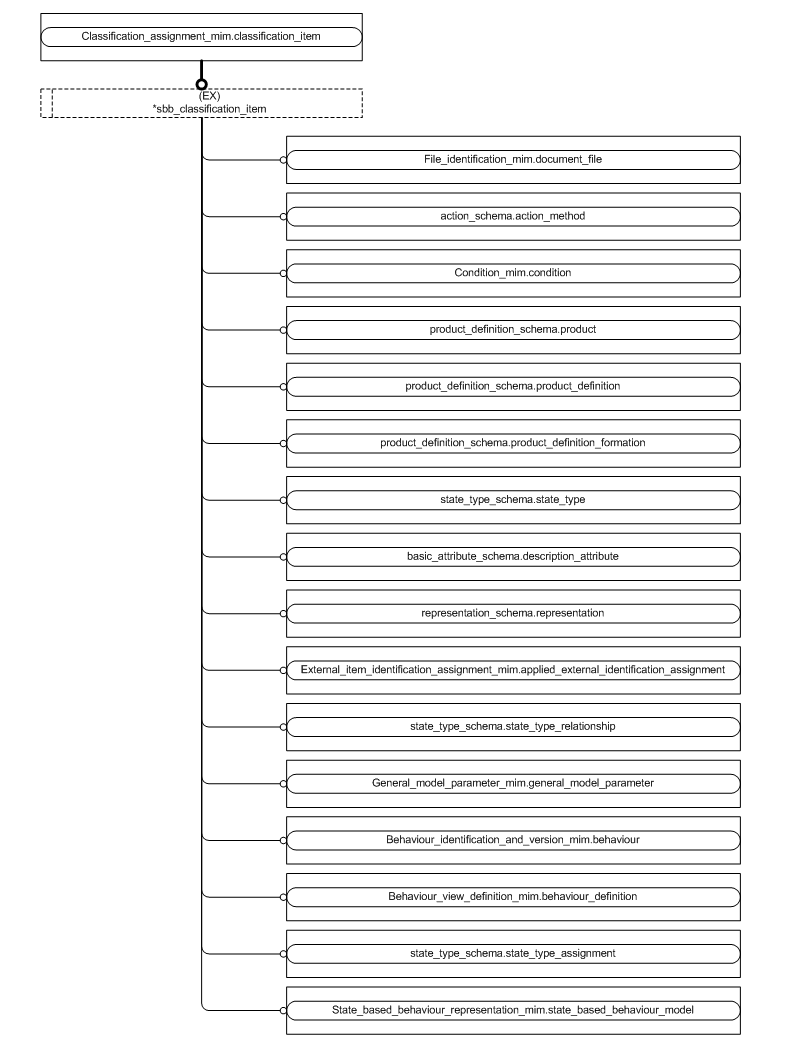 Classification_assignment_mim.classification_item
(EX)
*sbb_classification_item
File_identification_mim.document_file
action_schema.action_method
Condition_mim.condition
product_definition_schema.product
product_definition_schema.product_definition
product_definition_schema.product_definition_formation
state_type_schema.state_type
basic_attribute_schema.description_attribute
representation_schema.representation
External_item_identification_assignment_mim.applied_external_identification_assignment
state_type_schema.state_type_relationship
General_model_parameter_mim.general_model_parameter
Behaviour_identification_and_version_mim.behaviour
Behaviour_view_definition_mim.behaviour_definition
state_type_schema.state_type_assignment
State_based_behaviour_representation_mim.state_based_behaviour_model